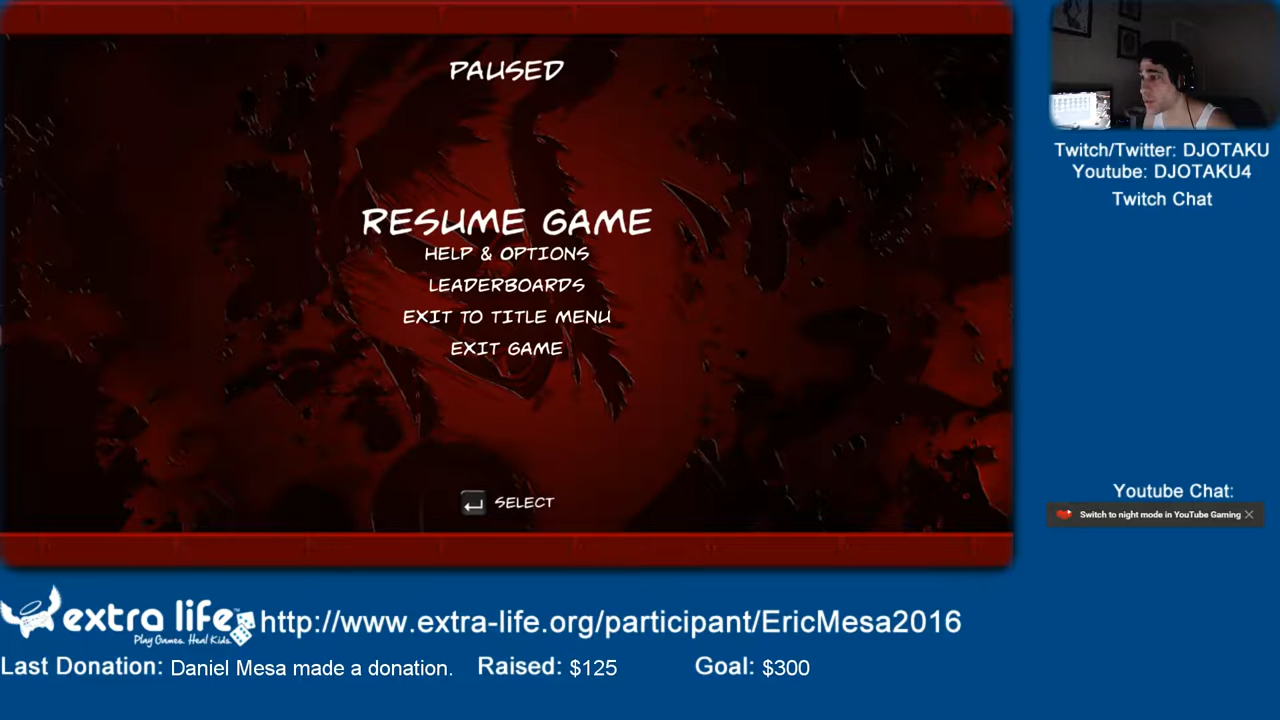 PAUSED
RESUME GAME
HELP & OPTIONS
LEADERBOARDS
EXIT TO TITLE MENU
EXIT GAME
SELECT
Twitch/Twitter: DJOTAKU
Youtube: DJOTAKU4
Twitch Chat
Youtube Chat:
Switch to night mode in YouTube Gaming
extra life
Play Games. Heal Kids.
http://www.extra-life.org/participant/EricMesa2016
Last Donation: Daniel Mesa made a donation. Raised: $125 Goal: $300